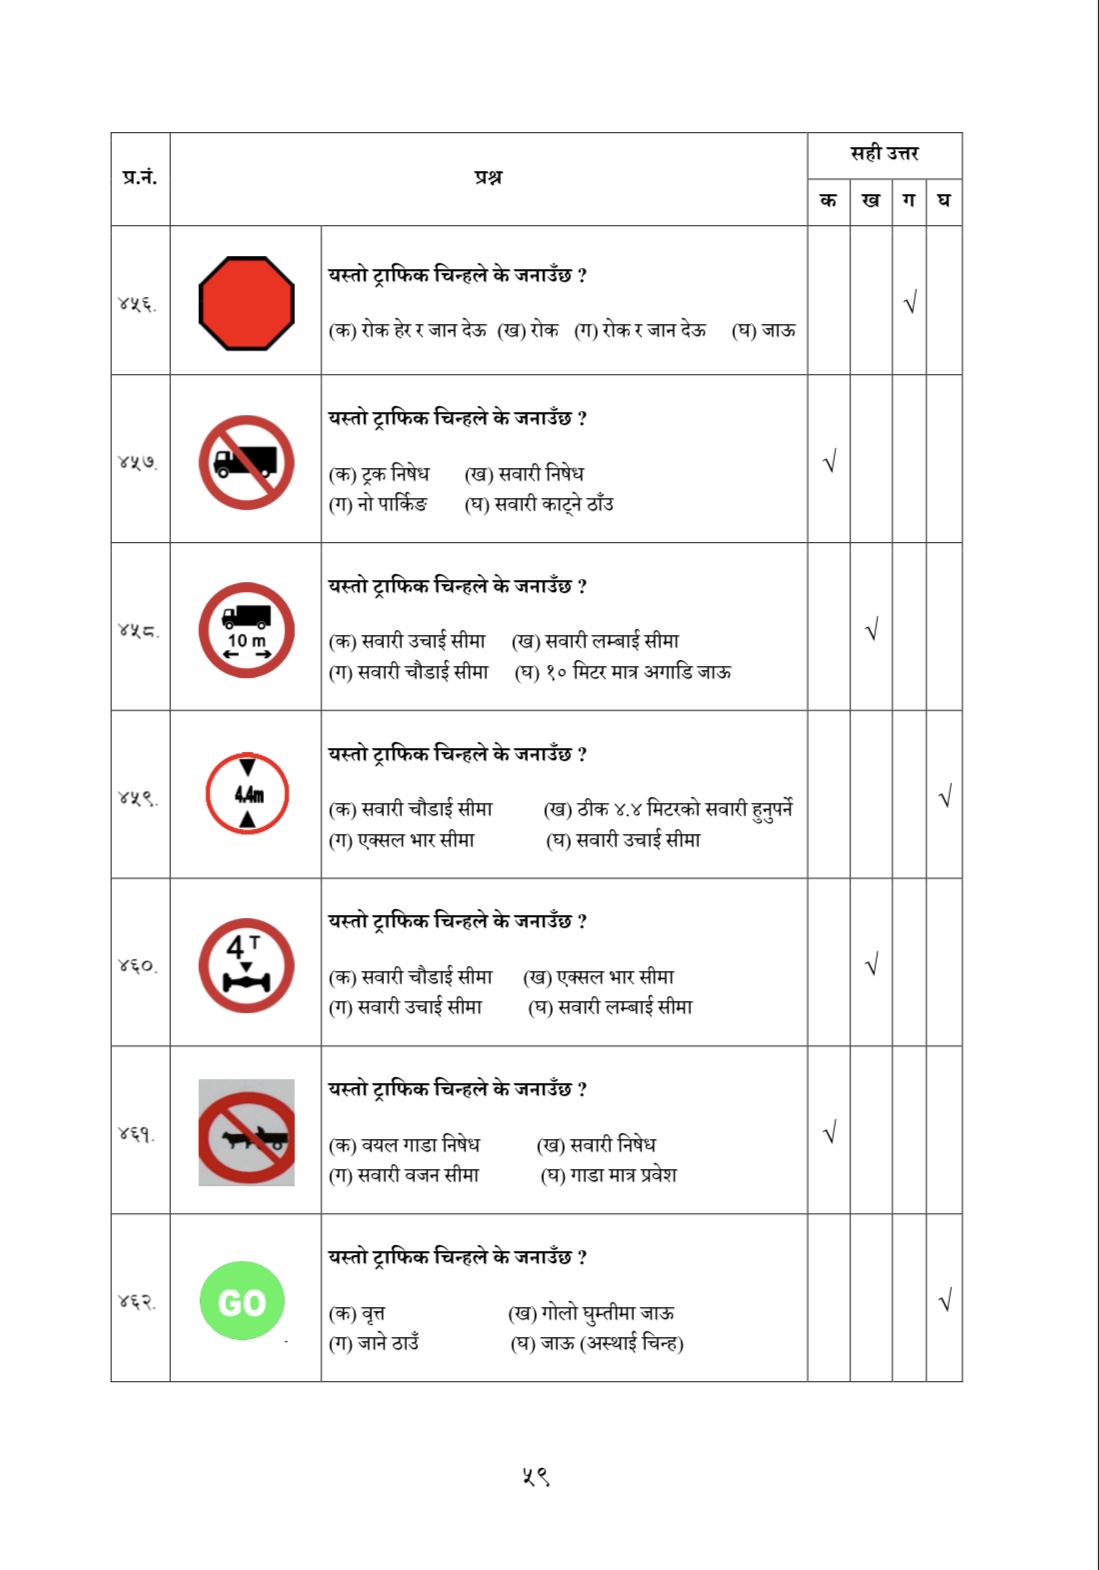 प्र.नं.
प्रश्न
सही उत्तर
क ख ग घ
४५६.
यस्तो ट्राफिक चिन्हले के जनाउँछ ?
(क) रोक हेर र जान देऊ (ख) रोक (ग) रोक र जान देऊ (घ) जाऊ
√
४५७.
यस्तो ट्राफिक चिन्हले के जनाउँछ ?
(क) ट्रक निषेध (ख) सवारी निषेध
(ग) नो पार्किङ (घ) सवारी काट्ने ठाँउ
√
४५८.
10 m
यस्तो ट्राफिक चिन्हले के जनाउँछ ?
(क) सवारी उचाई सीमा (ख) सवारी लम्बाई सीमा
(ग) सवारी चौडाई सीमा (घ) १० मिटर मात्र अगाडि जाऊ
√
४५९.
4.4m
यस्तो ट्राफिक चिन्हले के जनाउँछ ?
(क) सवारी चौडाई सीमा (ख) ठीक ४.४ मिटरको सवारी हुनुपर्ने
(ग) एक्सल भार सीमा (घ) सवारी उचाई सीमा
√
४६०.
4 T
यस्तो ट्राफिक चिन्हले के जनाउँछ ?
(क) सवारी चौडाई सीमा (ख) एक्सल भार सीमा
(ग) सवारी उचाई सीमा (घ) सवारी लम्बाई सीमा
√
४६१.
यस्तो ट्राफिक चिन्हले के जनाउँछ ?
(क) वयल गाडा निषेध (ख) सवारी निषेध
(ग) सवारी वजन सीमा (घ) गाडा मात्र प्रवेश
√
४६२.
GO
यस्तो ट्राफिक चिन्हले के जनाउँछ ?
(क) वृत्त (ख) गोलो घुम्तीमा जाऊ
(ग) जाने ठाउँ (घ) जाऊ (अस्थाई चिन्ह)
√
५९